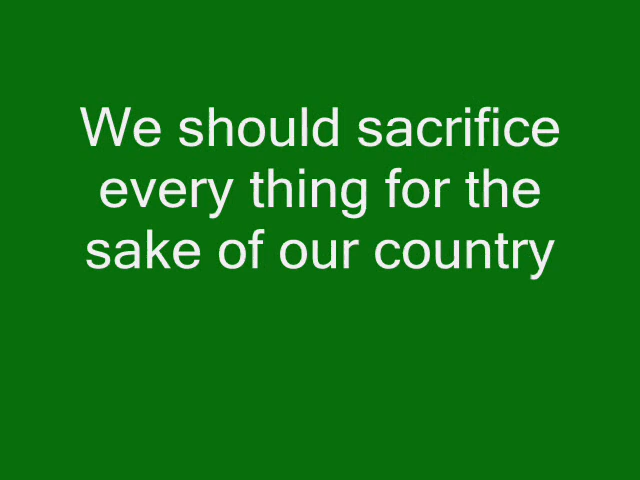 We should sacrifice
every thing for the
sake of our country